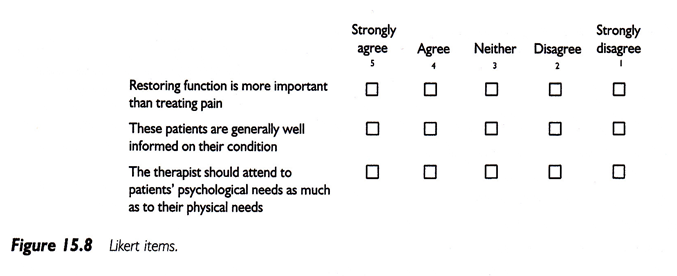 Strongly agree 5 Agree 4 Neither 3 Disagree 2 Strongly disagree 1
Restoring function is more important
than treating pain
These patients are generally well
informed on their condition
The therapist should attend to
patients' psychological needs as much
as to their physical needs
Figure 15.8 Likert items.